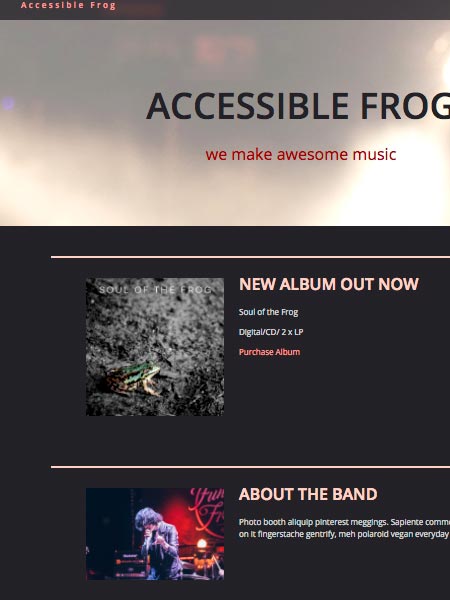 Accessible Frog
ACCESSIBLE FROG
we make awesome music
SOUL OF THE FROG
NEW ALBUM OUT NOW
Soul of the Frog
Digital/CD/ 2 x LP
Purchase Album
ABOUT THE BAND
Photo booth aliquip pinterest meggings. Sapiente comm
on it fingerstache gentrify, meh polaroid vegan everyday